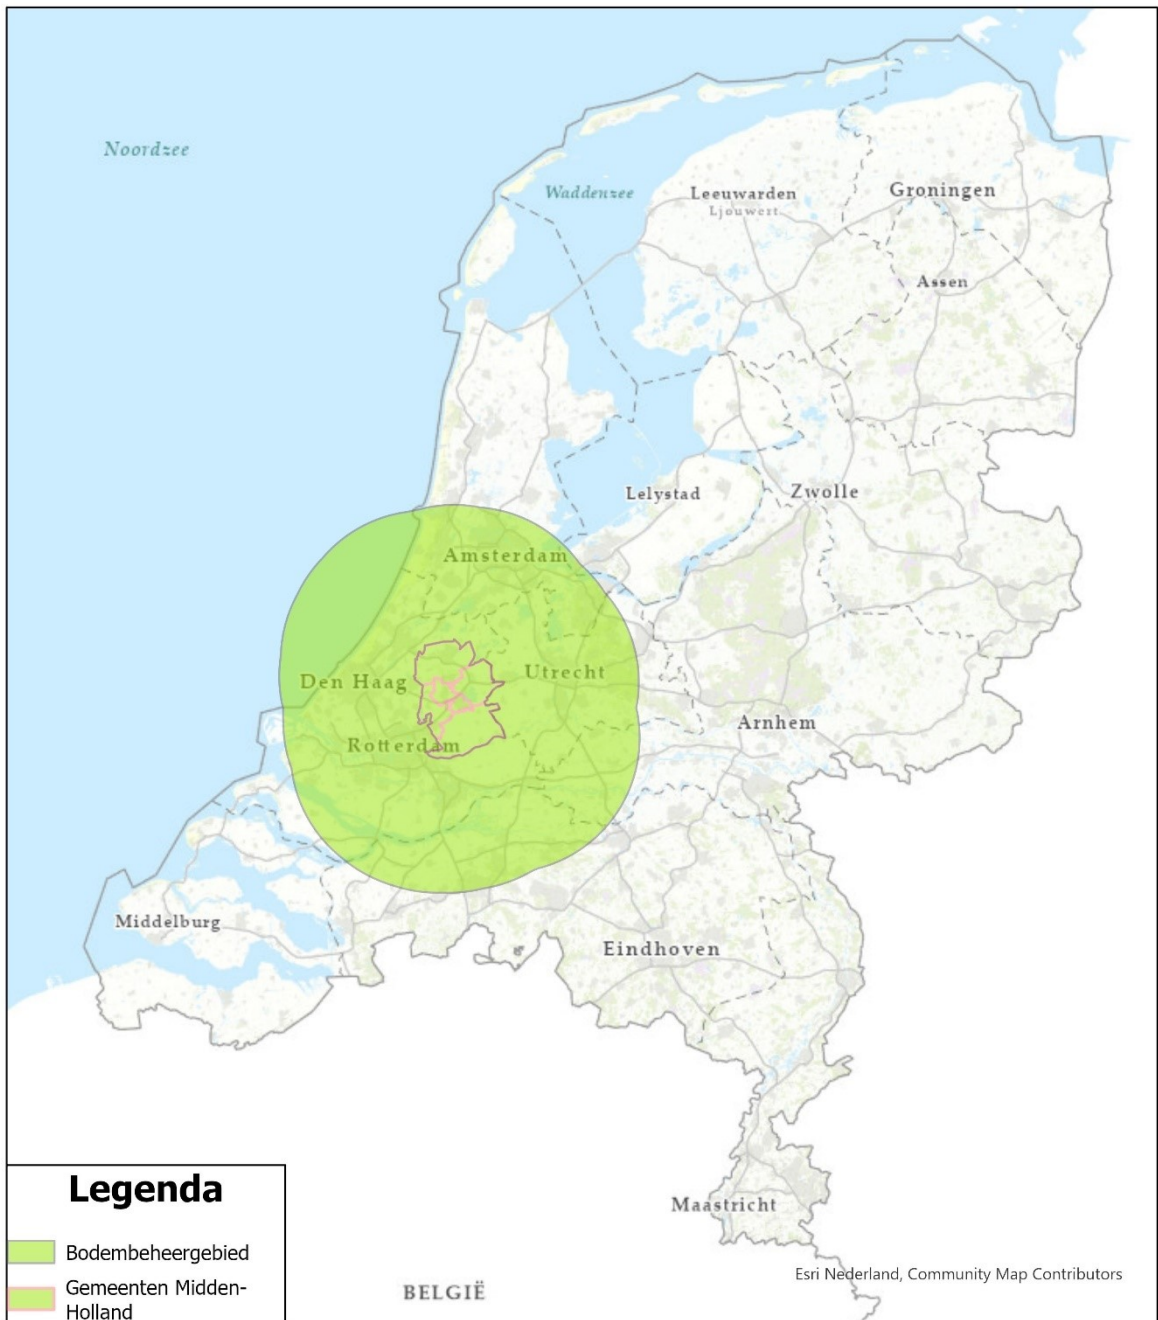 Noordzee
Waddenzee
Leeuwarden
Ljouwert
Groningen
Assen
Lelystad
Zwolle
Amsterdam
Den Haag
Utrecht
Rotterdam
Arnhem
Middelburg
Eindhoven
Maastricht
BELGIË
Legenda
Bodembeheergebied
Gemeenten Midden-
Holland
Esri Nederland, Community Map Contributors